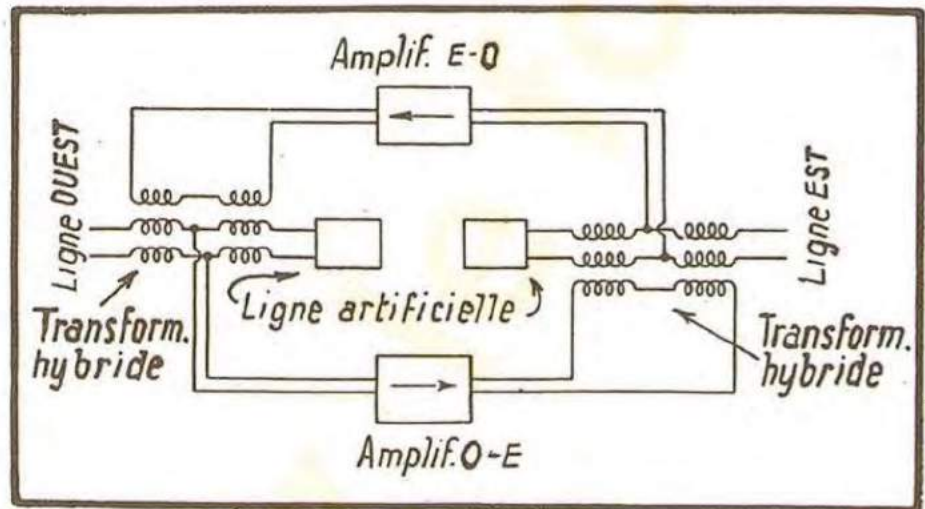 Amplif. E-O
Ligne OUEST
Ligne EST
Ligne artificielle
Transform.
hybride
Transform.
hybride
Amplif. O-E